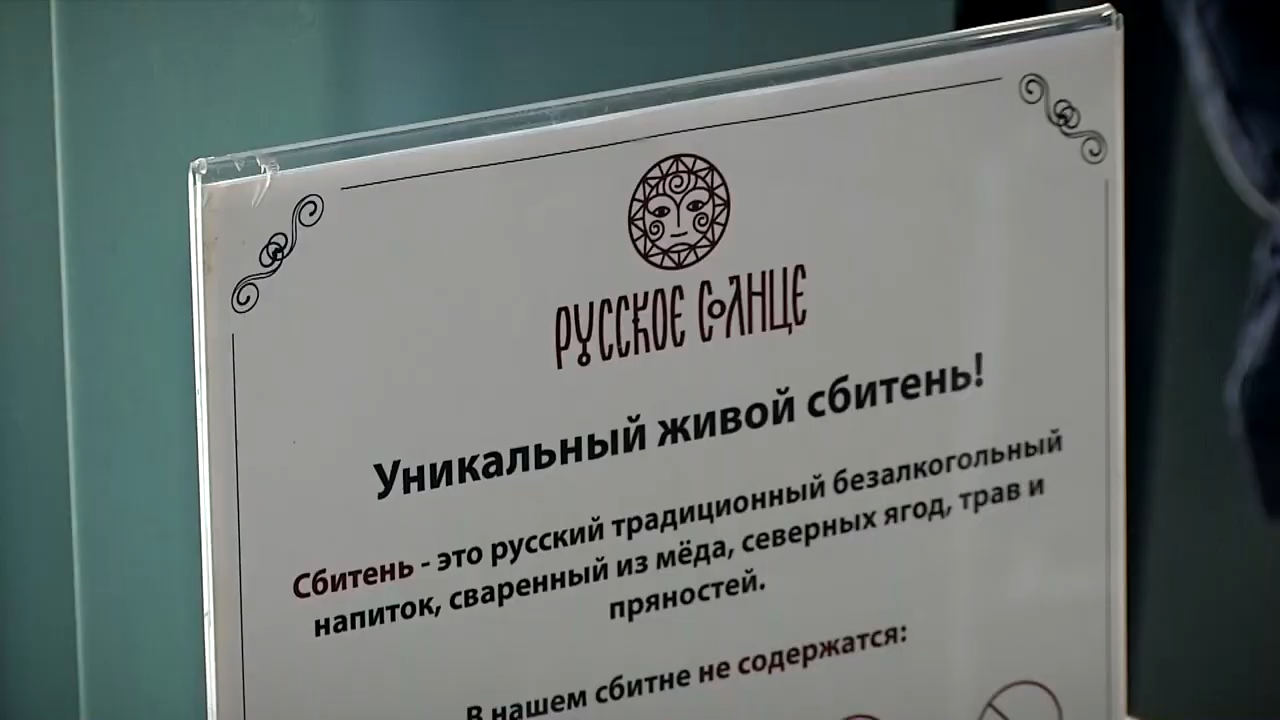 РУССКОЕ СОЛНЦЕ
Уникальный живой сбитень!
Сбитень - это русский традиционный безалкогольный
напиток, сваренный из мёда, северных ягод, трав и
пряностей.
В нашем сбитне не содержатся: